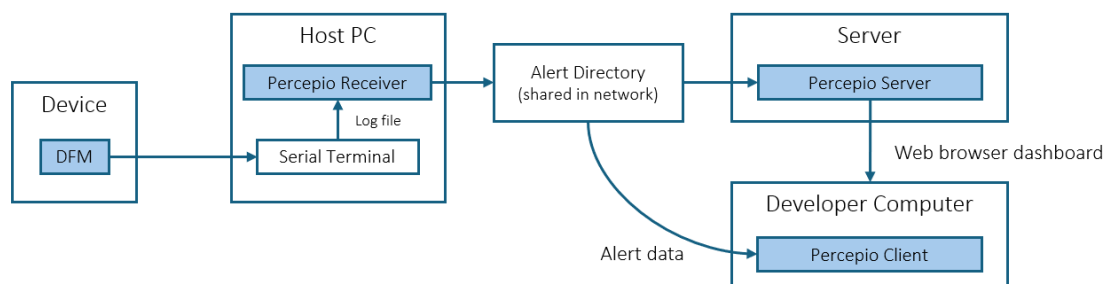 Device
DFM
Host PC
Percepio Receiver
Log file
Serial Terminal
Alert Directory
(shared in network)
Server
Percepio Server
Web browser dashboard
Developer Computer
Percepio Client
Alert data